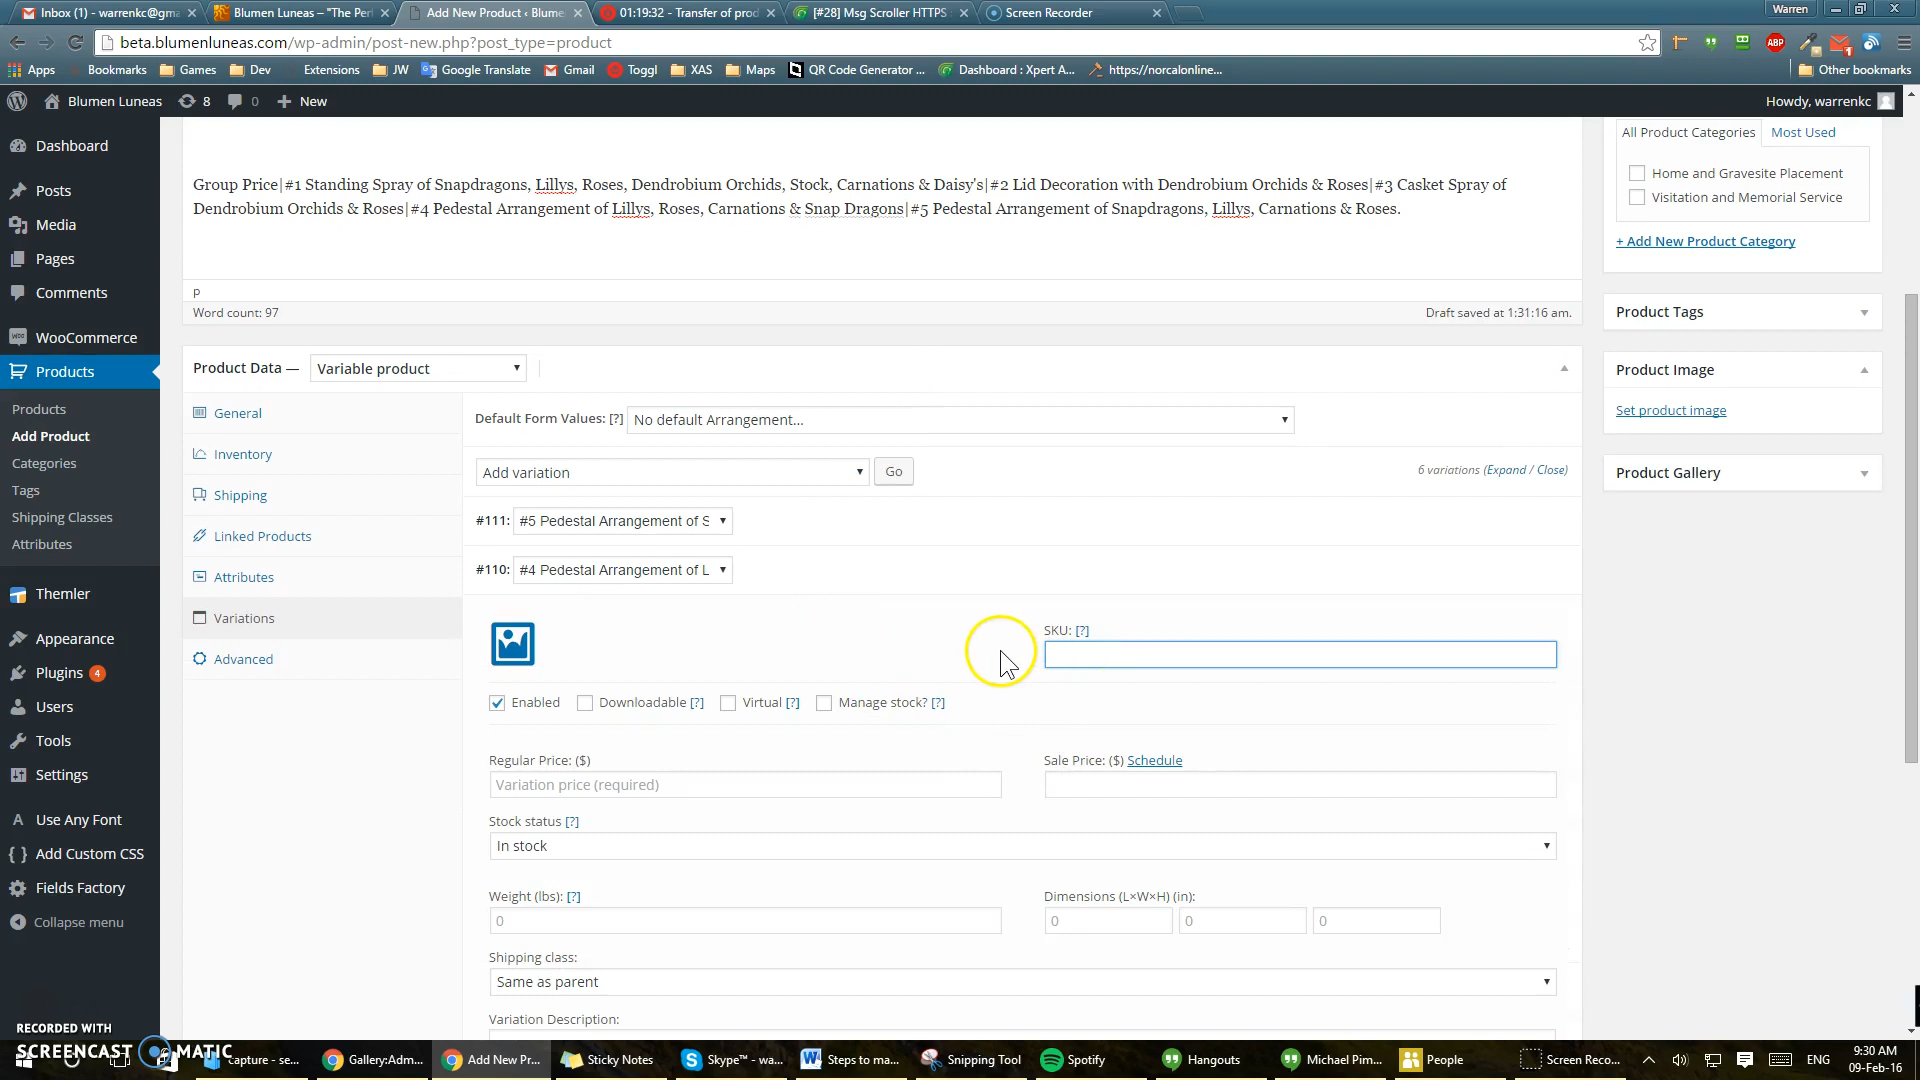 Inbox (1) - warrenkc@gma
Blumen Luneas – "The Perf
Add New Product ‹ Blume
01:19:32 - Transfer of prod
[#28] Msg Scroller HTTPS
Screen Recorder
Warren
beta.blumenluneas.com/wp-admin/post-new.php?post_type=product
ABP
1
Apps
Bookmarks
Games
Dev
Extensions
JW
Google Translate
Gmail
Toggl
XAS
Maps
QR Code Generator ...
Dashboard : Xpert A...
https://norcalonline...
Other bookmarks
Blumen Luneas
8
0
New
Howdy, warrenkc
Dashboard
Posts
Media
Pages
Comments
WooCommerce
Products
Products
Add Product
Categories
Tags
Shipping Classes
Attributes
Themler
Appearance
Plugins 4
Users
Tools
Settings
Use Any Font
Add Custom CSS
Fields Factory
Collapse menu
Group Price|#1 Standing Spray of Snapdragons, Lillys, Roses, Dendrobium Orchids, Stock, Carnations & Daisy's|#2 Lid Decoration with Dendrobium Orchids & Roses|#3 Casket Spray of
Dendrobium Orchids & Roses|#4 Pedestal Arrangement of Lillys, Roses, Carnations & Snap Dragons|#5 Pedestal Arrangement of Snapdragons, Lillys, Carnations & Roses.
p
Word count: 97
Draft saved at 1:31:16 am.
Product Data — Variable product
General
Inventory
Shipping
Linked Products
Attributes
Variations
Advanced
Default Form Values: [?] No default Arrangement...
Add variation
Go
6 variations (Expand / Close)
#111: #5 Pedestal Arrangement of S
#110: #4 Pedestal Arrangement of L
SKU: [?]
Enabled
Downloadable [?]
Virtual [?]
Manage stock? [?]
Regular Price: ($)
Variation price (required)
Sale Price: ($) Schedule
Stock status [?]
In stock
Weight (lbs): [?]
0
Dimensions (L×W×H) (in):
0
0
0
Shipping class:
Same as parent
Variation Description:
All Product Categories
Most Used
Home and Gravesite Placement
Visitation and Memorial Service
+ Add New Product Category
Product Tags
Product Image
Set product image
Product Gallery
RECORDED WITH
SCREENCAST MATIC
Capture - se...
Gallery:Adm...
Add New Pr...
Sticky Notes
Skype™ - wa...
Steps to ma...
Snipping Tool
Spotify
Hangouts
Michael Pim...
People
Screen Reco...
ENG
9:30 AM
09-Feb-16